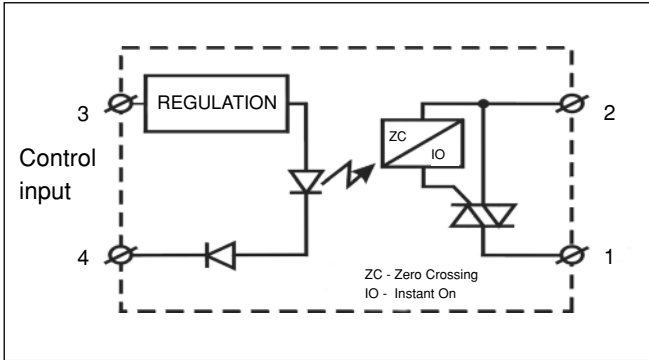 REGULATION
3
2
ZC
IO
Control
input
4
1
ZC - Zero Crossing
IO - Instant On